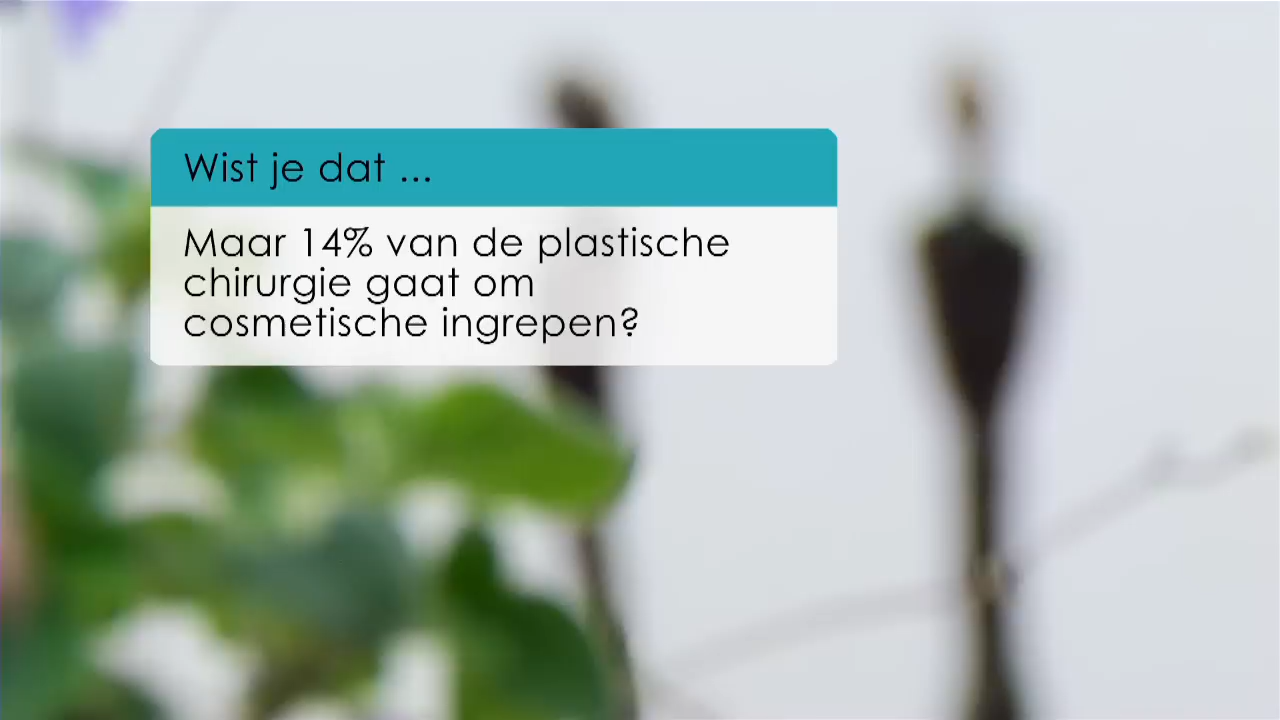 Wist je dat ...
Maar 14% van de plastische
chirurgie gaat om
cosmetische ingrepen?